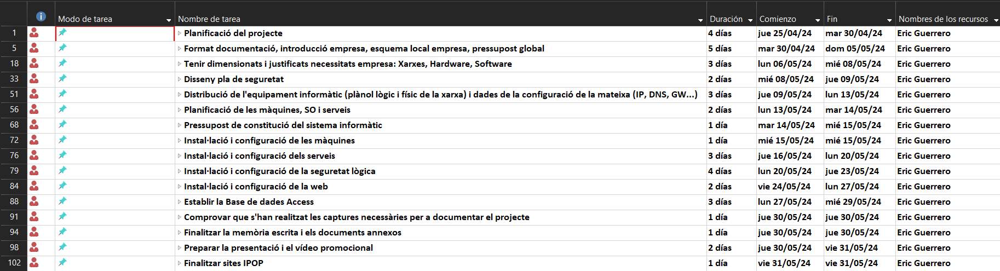 Modo de tarea Nombre de tarea Duración Comienzo Fin Nombres de los recursos
1 Planificació del projecte 4 días jue 25/04/24 mar 30/04/24 Eric Guerrero
5 Format documentació, introducció empresa, esquema local empresa, pressupost global 5 días mar 30/04/24 dom 05/05/24 Eric Guerrero
18 Tenir dimensionats i justificats necessitats empresa: Xarxes, Hardware, Software 3 días lun 06/05/24 mié 08/05/24 Eric Guerrero
33 Disseny pla de seguretat 2 días mié 08/05/24 jue 09/05/24 Eric Guerrero
51 Distribució de l'equipament informàtic (plànol lògic i físic de la xarxa) i dades de la configuració de la mateixa (IP, DNS, GW...) 3 días jue 09/05/24 lun 13/05/24 Eric Guerrero
56 Planificació de les màquines, SO i serveis 2 días lun 13/05/24 mar 14/05/24 Eric Guerrero
68 Pressupost de constitució del sistema informàtic 1 día mar 14/05/24 mié 15/05/24 Eric Guerrero
72 Instal·lació i configuració de les màquines 1 día mié 15/05/24 mié 15/05/24 Eric Guerrero
76 Instal·lació i configuració dels serveis 3 días jue 16/05/24 lun 20/05/24 Eric Guerrero
79 Instal·lació i configuració de la seguretat lògica 4 días lun 20/05/24 jue 23/05/24 Eric Guerrero
84 Instal·lació i configuració de la web 2 días vie 24/05/24 lun 27/05/24 Eric Guerrero
88 Establir la Base de dades Access 3 días lun 27/05/24 mié 29/05/24 Eric Guerrero
91 Comprovar que s'han realitzat les captures necessàries per a documentar el projecte 1 día jue 30/05/24 jue 30/05/24 Eric Guerrero
94 Finalitzar la memòria escrita i els documents annexos 1 día jue 30/05/24 jue 30/05/24 Eric Guerrero
98 Preparar la presentació i el vídeo promocional 2 días jue 30/05/24 vie 31/05/24 Eric Guerrero
102 Finalitzar sites IPOP 1 día vie 31/05/24 vie 31/05/24 Eric Guerrero